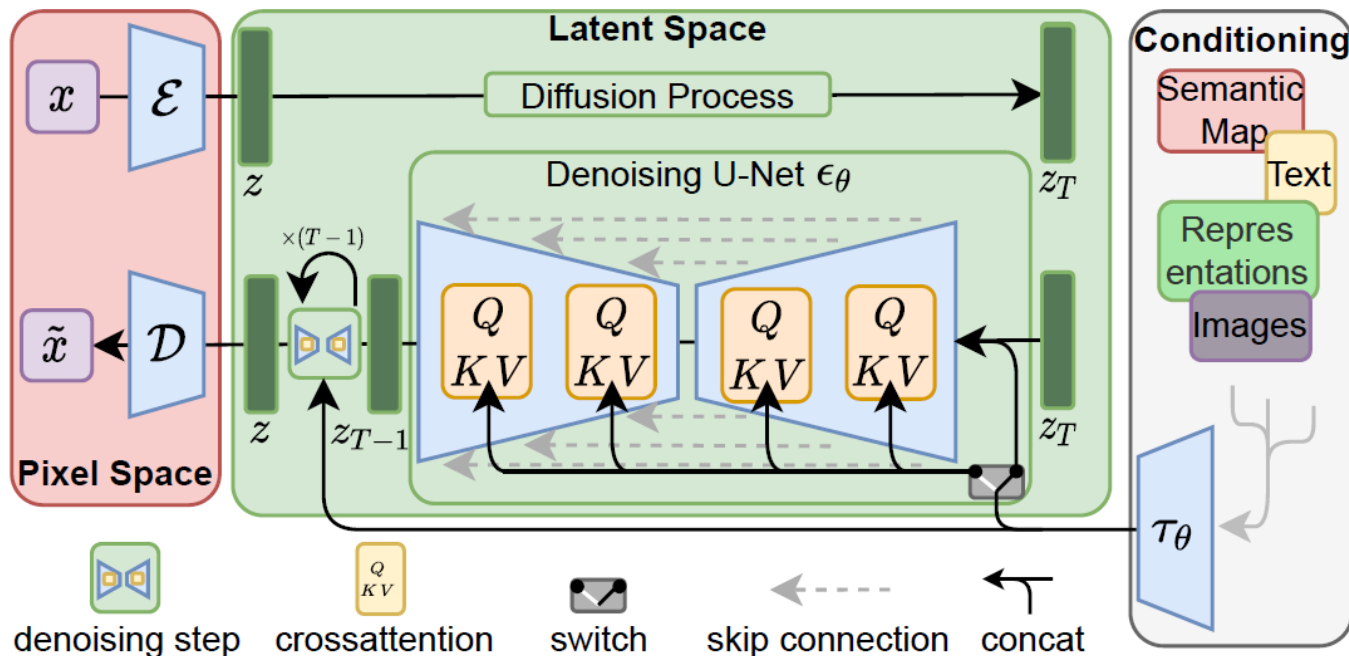 Latent Space
Conditioning
x
ℰ
Diffusion Process
Semantic
Map
z
Denoising U-Net ϵ_θ
z_T
Text
×(T−1)
Repres
entations
Images
Q
KV
Q
KV
Q
KV
Q
KV
x̃
𝒟
z
z_{T−1}
z_T
Pixel Space
τ_θ
Q
KV
denoising step
crossattention
switch
skip connection
concat